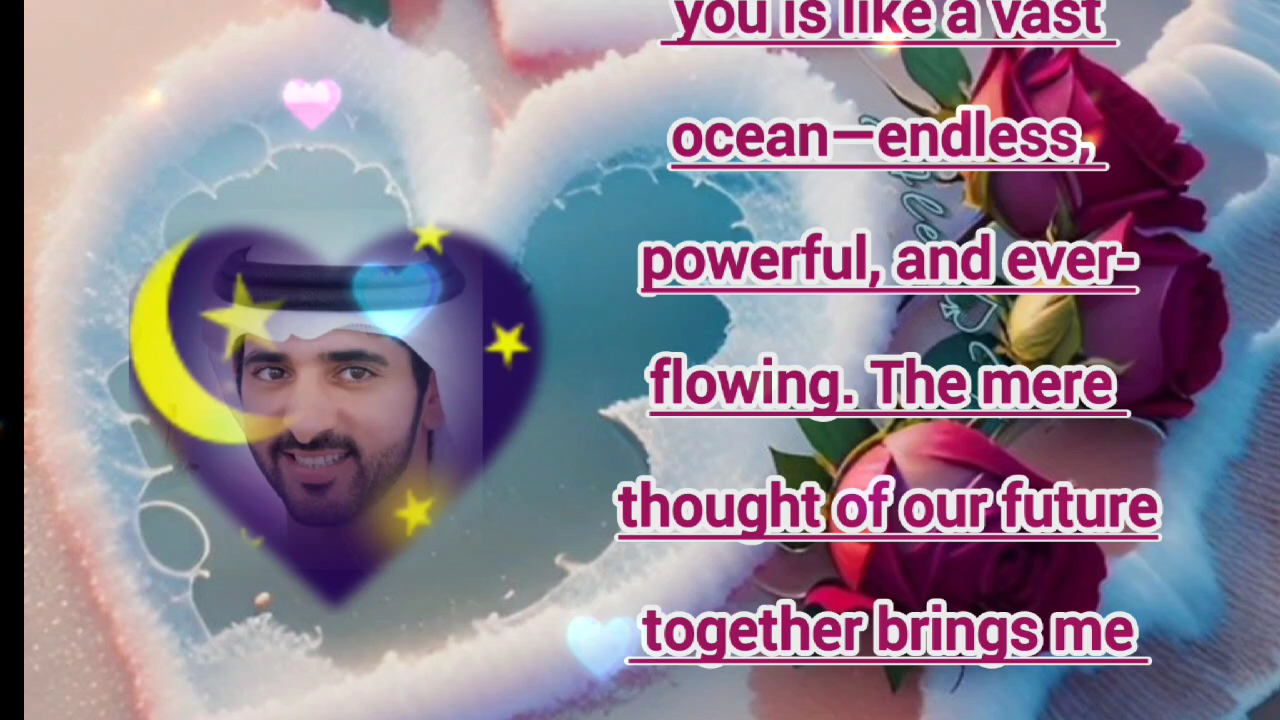 you is like a vast
ocean—endless,
powerful, and ever-
flowing. The mere
thought of our future
together brings me